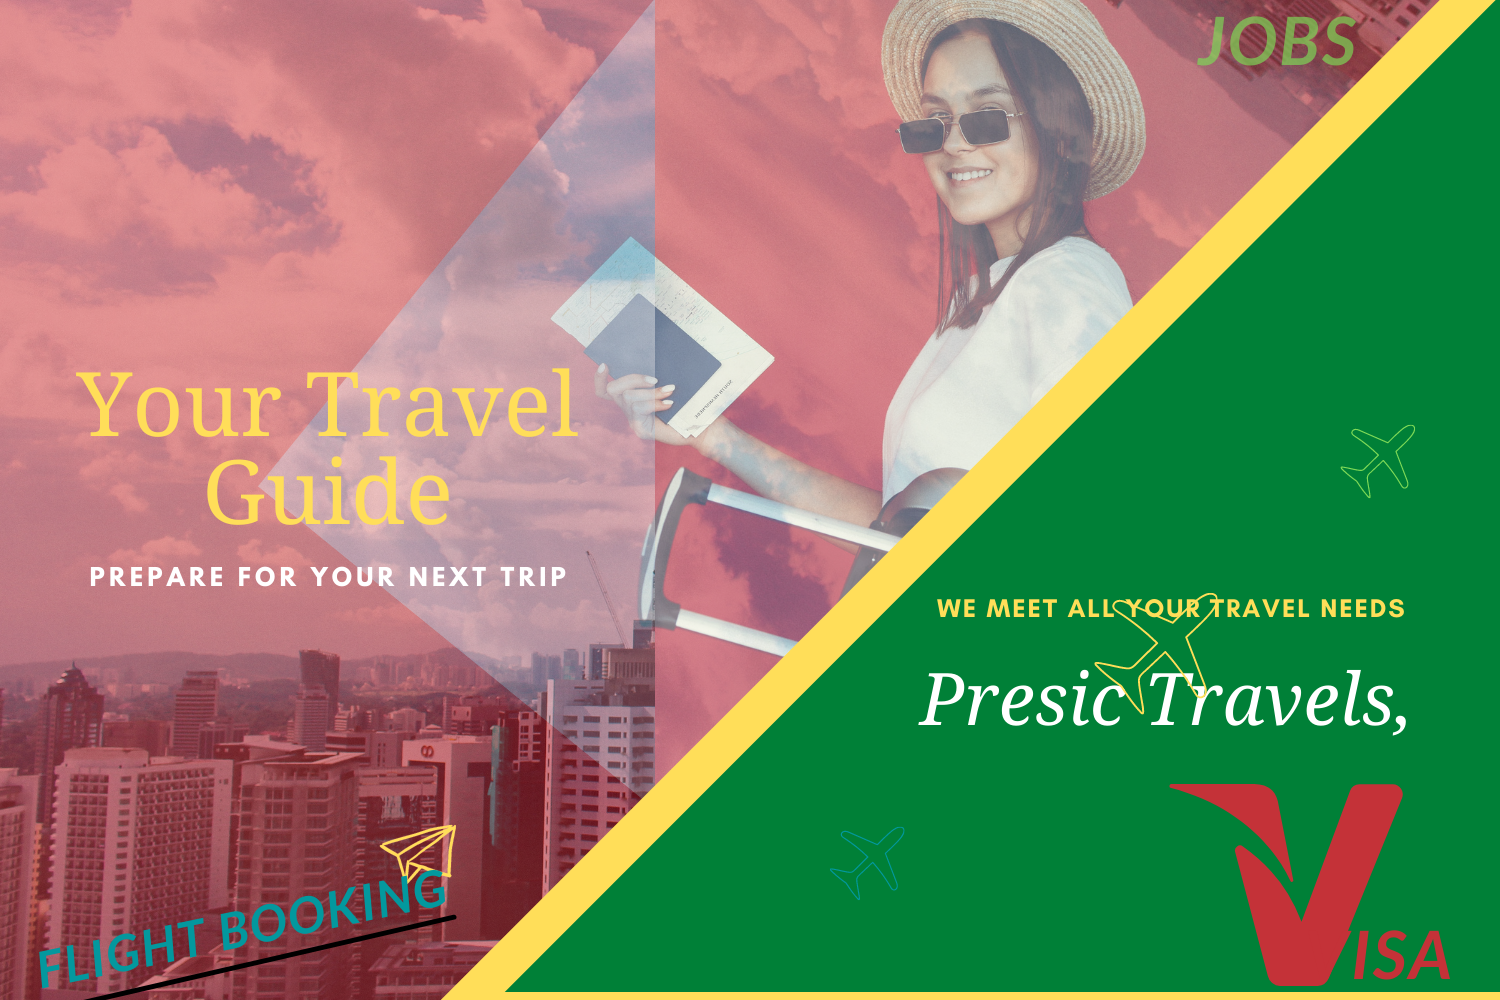 JOBS
Your Travel
Guide
PREPARE FOR YOUR NEXT TRIP
WE MEET ALL YOUR TRAVEL NEEDS
Presic Travels,
FLIGHT BOOKING
VISA